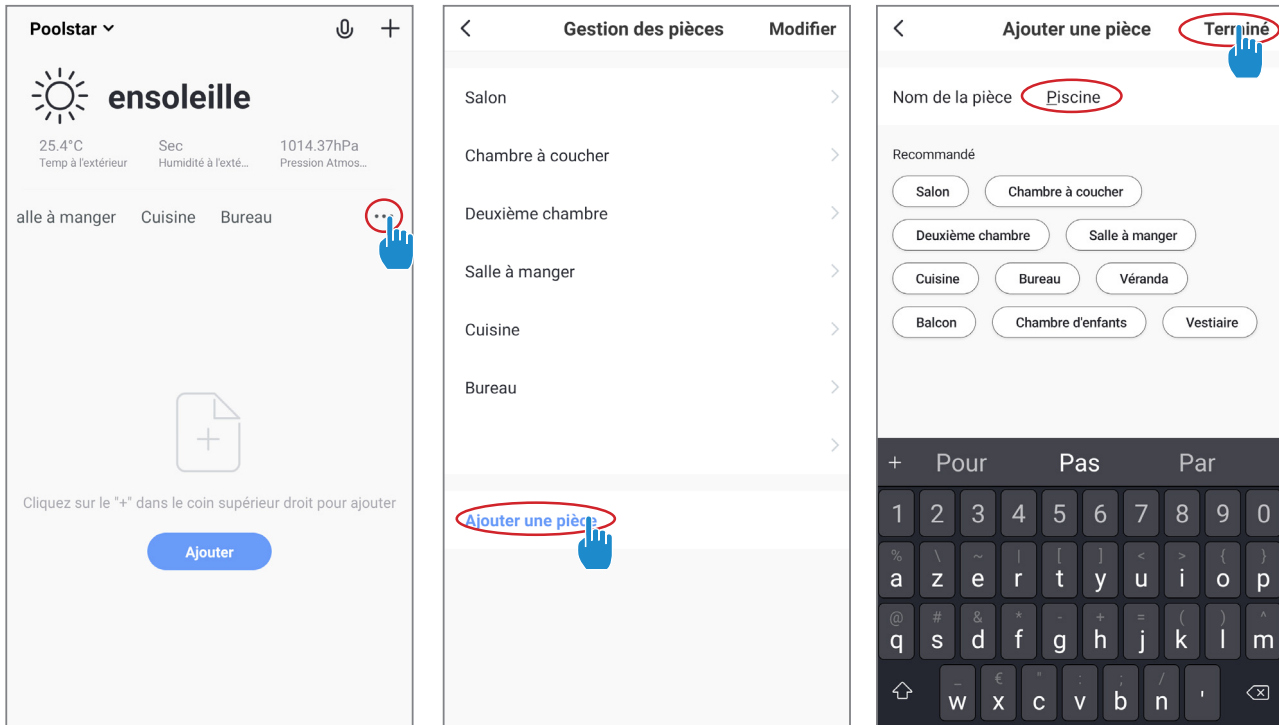 Poolstar
ensoleille
25.4°C Sec 1014.37hPa
Temp à l'extérieur Humidité à l'exté... Pression Atmos...
alle à manger Cuisine Bureau ...
Cliquez sur le "+" dans le coin supérieur droit pour ajouter
Ajouter
Gestion des pièces Modifier
Salon
Chambre à coucher
Deuxième chambre
Salle à manger
Cuisine
Bureau
Ajouter une pièce
Ajouter une pièce Terminé
Nom de la pièce Piscine
Recommandé
Salon Chambre à coucher
Deuxième chambre Salle à manger
Cuisine Bureau Véranda
Balcon Chambre d'enfants Vestiaire
+ Pour Pas Par
1 2 3 4 5 6 7 8 9 0
% \ ~ | [ ] < > { }
a z e r t y u i o p
@ # & * - + = ( ) ^
q s d f g h j k l m
_ € " : ; /
w x c v b n '